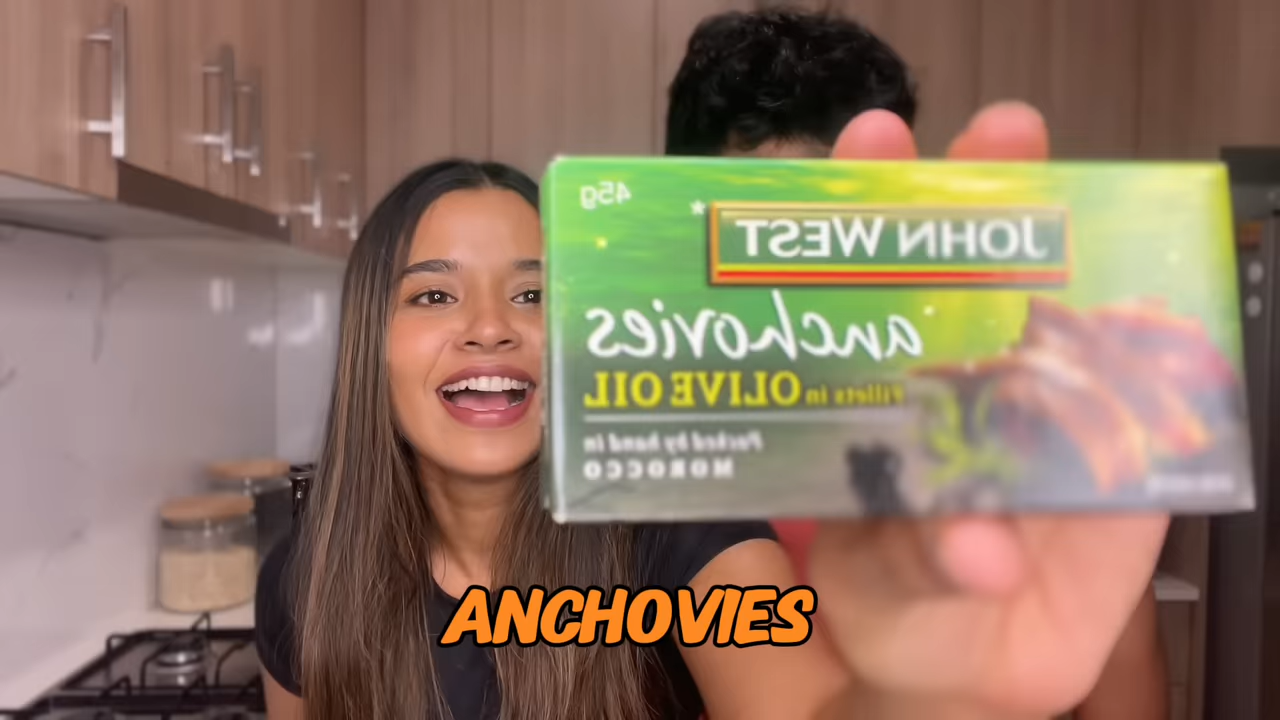 45g
JOHN WEST
*
anchovies
Fillets in OLIVE OIL
Packed by hand in
MOROCCO
ANCHOVIES